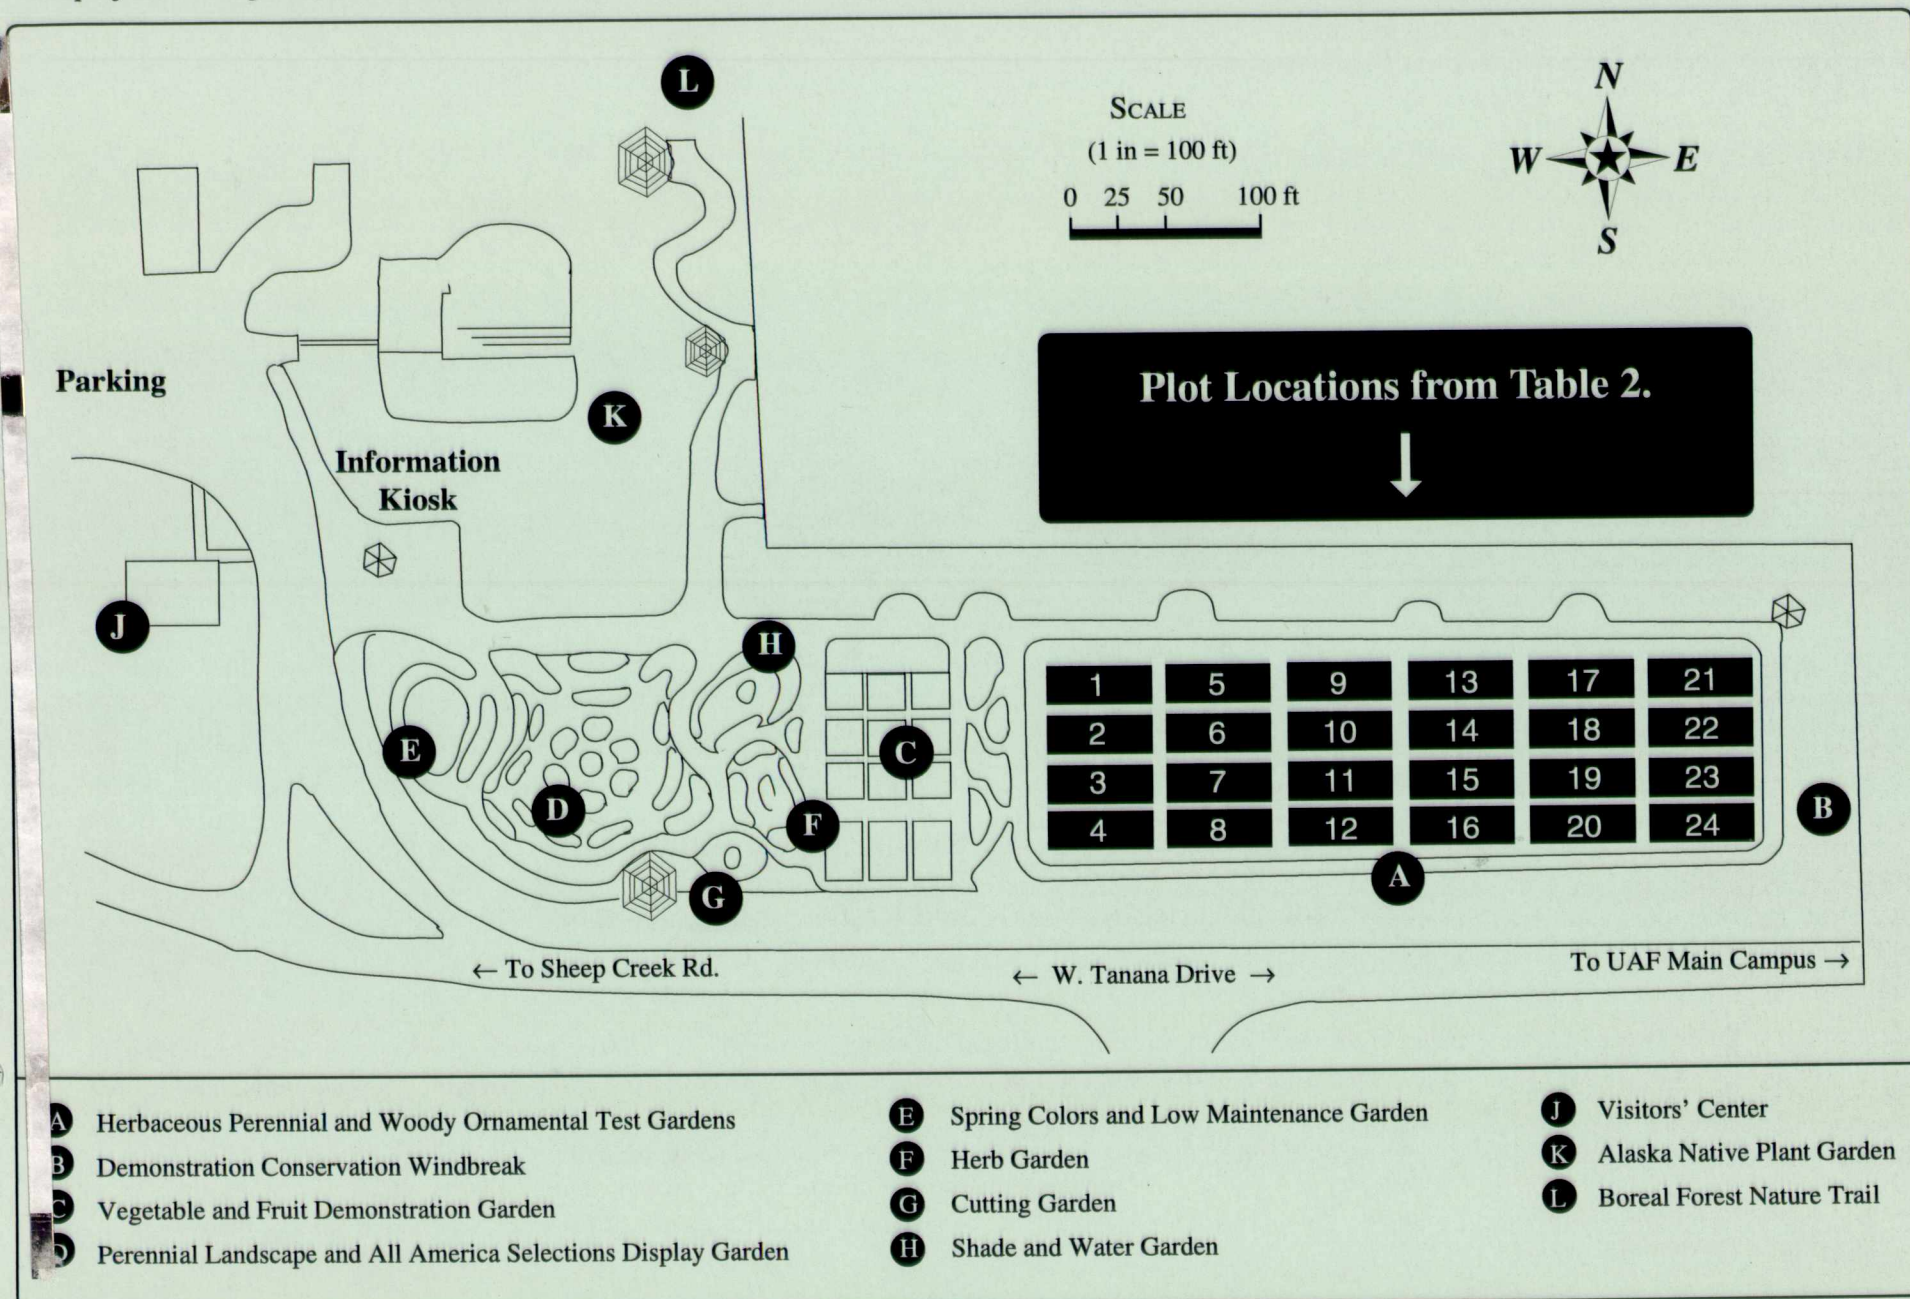 L
SCALE
(1 in = 100 ft)
0 25 50 100 ft
N
W E
S
Parking
K
Plot Locations from Table 2.
↓
Information
Kiosk
J
H
E
D
C
F
G
1 5 9 13 17 21
2 6 10 14 18 22
3 7 11 15 19 23
4 8 12 16 20 24
B
A
← To Sheep Creek Rd.
← W. Tanana Drive →
To UAF Main Campus →
A Herbaceous Perennial and Woody Ornamental Test Gardens
B Demonstration Conservation Windbreak
C Vegetable and Fruit Demonstration Garden
D Perennial Landscape and All America Selections Display Garden
E Spring Colors and Low Maintenance Garden
F Herb Garden
G Cutting Garden
H Shade and Water Garden
J Visitors' Center
K Alaska Native Plant Garden
L Boreal Forest Nature Trail